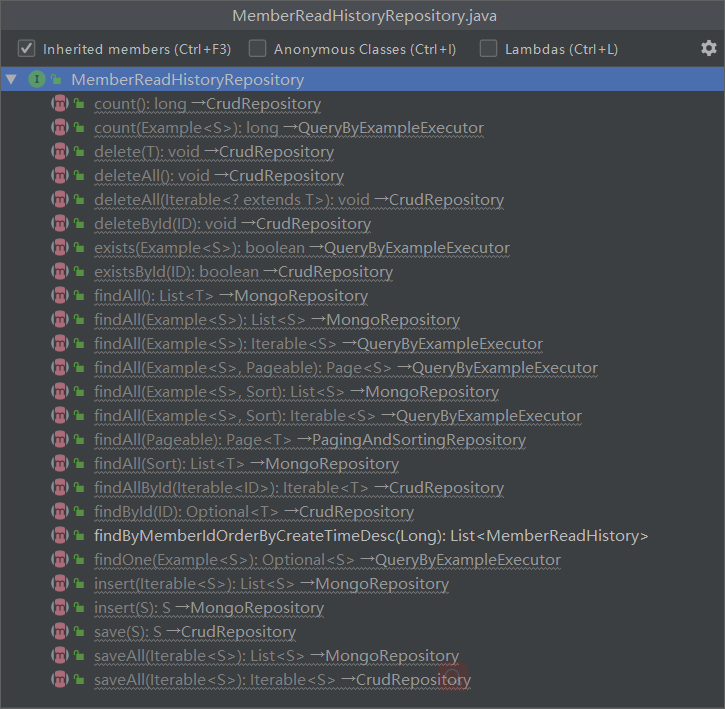 MemberReadHistoryRepository.java
Inherited members (Ctrl+F3) Anonymous Classes (Ctrl+I) Lambdas (Ctrl+L)
I MemberReadHistoryRepository
m count(): long →CrudRepository
m count(Example<S>): long →QueryByExampleExecutor
m delete(T): void →CrudRepository
m deleteAll(): void →CrudRepository
m deleteAll(Iterable<? extends T>): void →CrudRepository
m deleteById(ID): void →CrudRepository
m exists(Example<S>): boolean →QueryByExampleExecutor
m existsById(ID): boolean →CrudRepository
m findAll(): List<T> →MongoRepository
m findAll(Example<S>): List<S> →MongoRepository
m findAll(Example<S>): Iterable<S> →QueryByExampleExecutor
m findAll(Example<S>, Pageable): Page<S> →QueryByExampleExecutor
m findAll(Example<S>, Sort): List<S> →MongoRepository
m findAll(Example<S>, Sort): Iterable<S> →QueryByExampleExecutor
m findAll(Pageable): Page<T> →PagingAndSortingRepository
m findAll(Sort): List<T> →MongoRepository
m findAllById(Iterable<ID>): Iterable<T> →CrudRepository
m findById(ID): Optional<T> →CrudRepository
m findByMemberIdOrderByCreateTimeDesc(Long): List<MemberReadHistory>
m findOne(Example<S>): Optional<S> →QueryByExampleExecutor
m insert(Iterable<S>): List<S> →MongoRepository
m insert(S): S →MongoRepository
m save(S): S →CrudRepository
m saveAll(Iterable<S>): List<S> →MongoRepository
m saveAll(Iterable<S>): Iterable<S> →CrudRepository